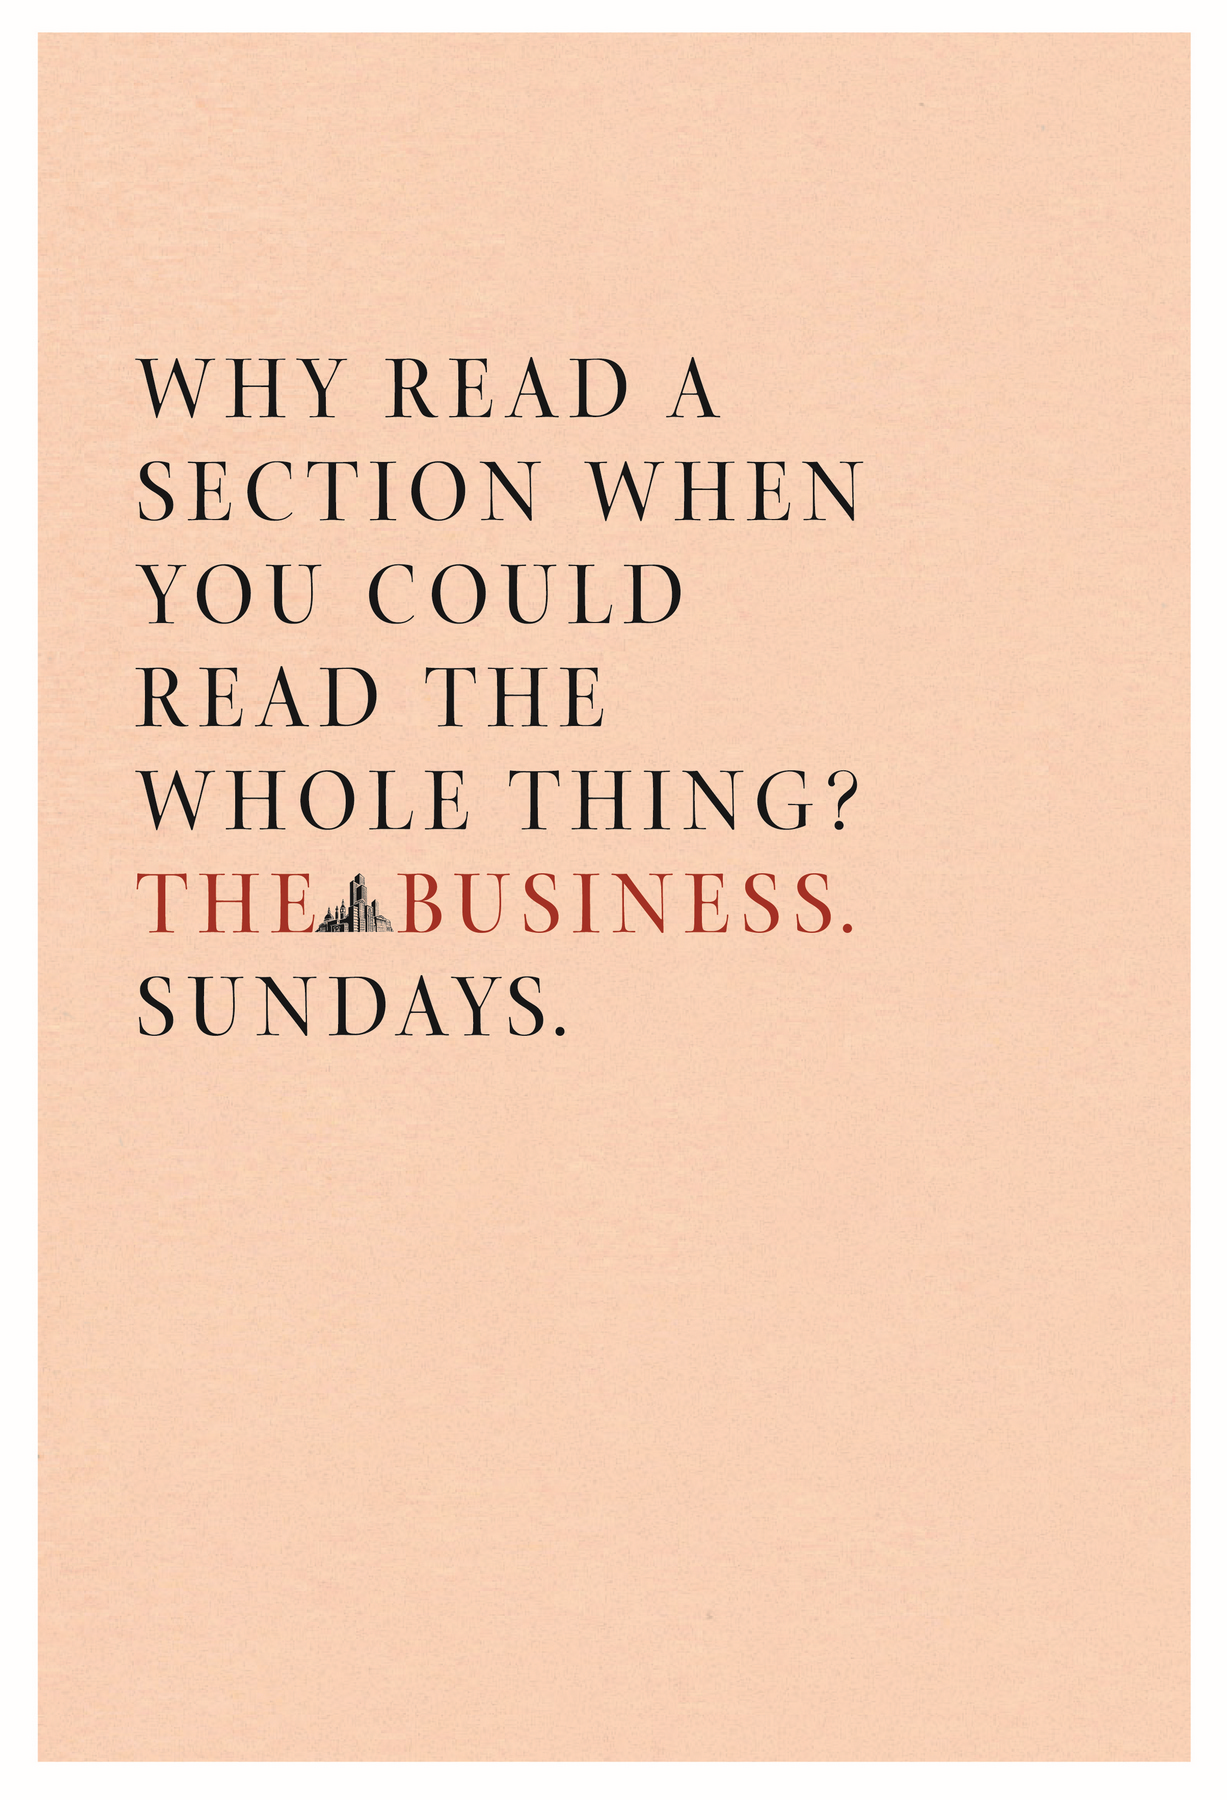 WHY READ A
SECTION WHEN
YOU COULD
READ THE
WHOLE THING?
THE BUSINESS.
SUNDAYS.